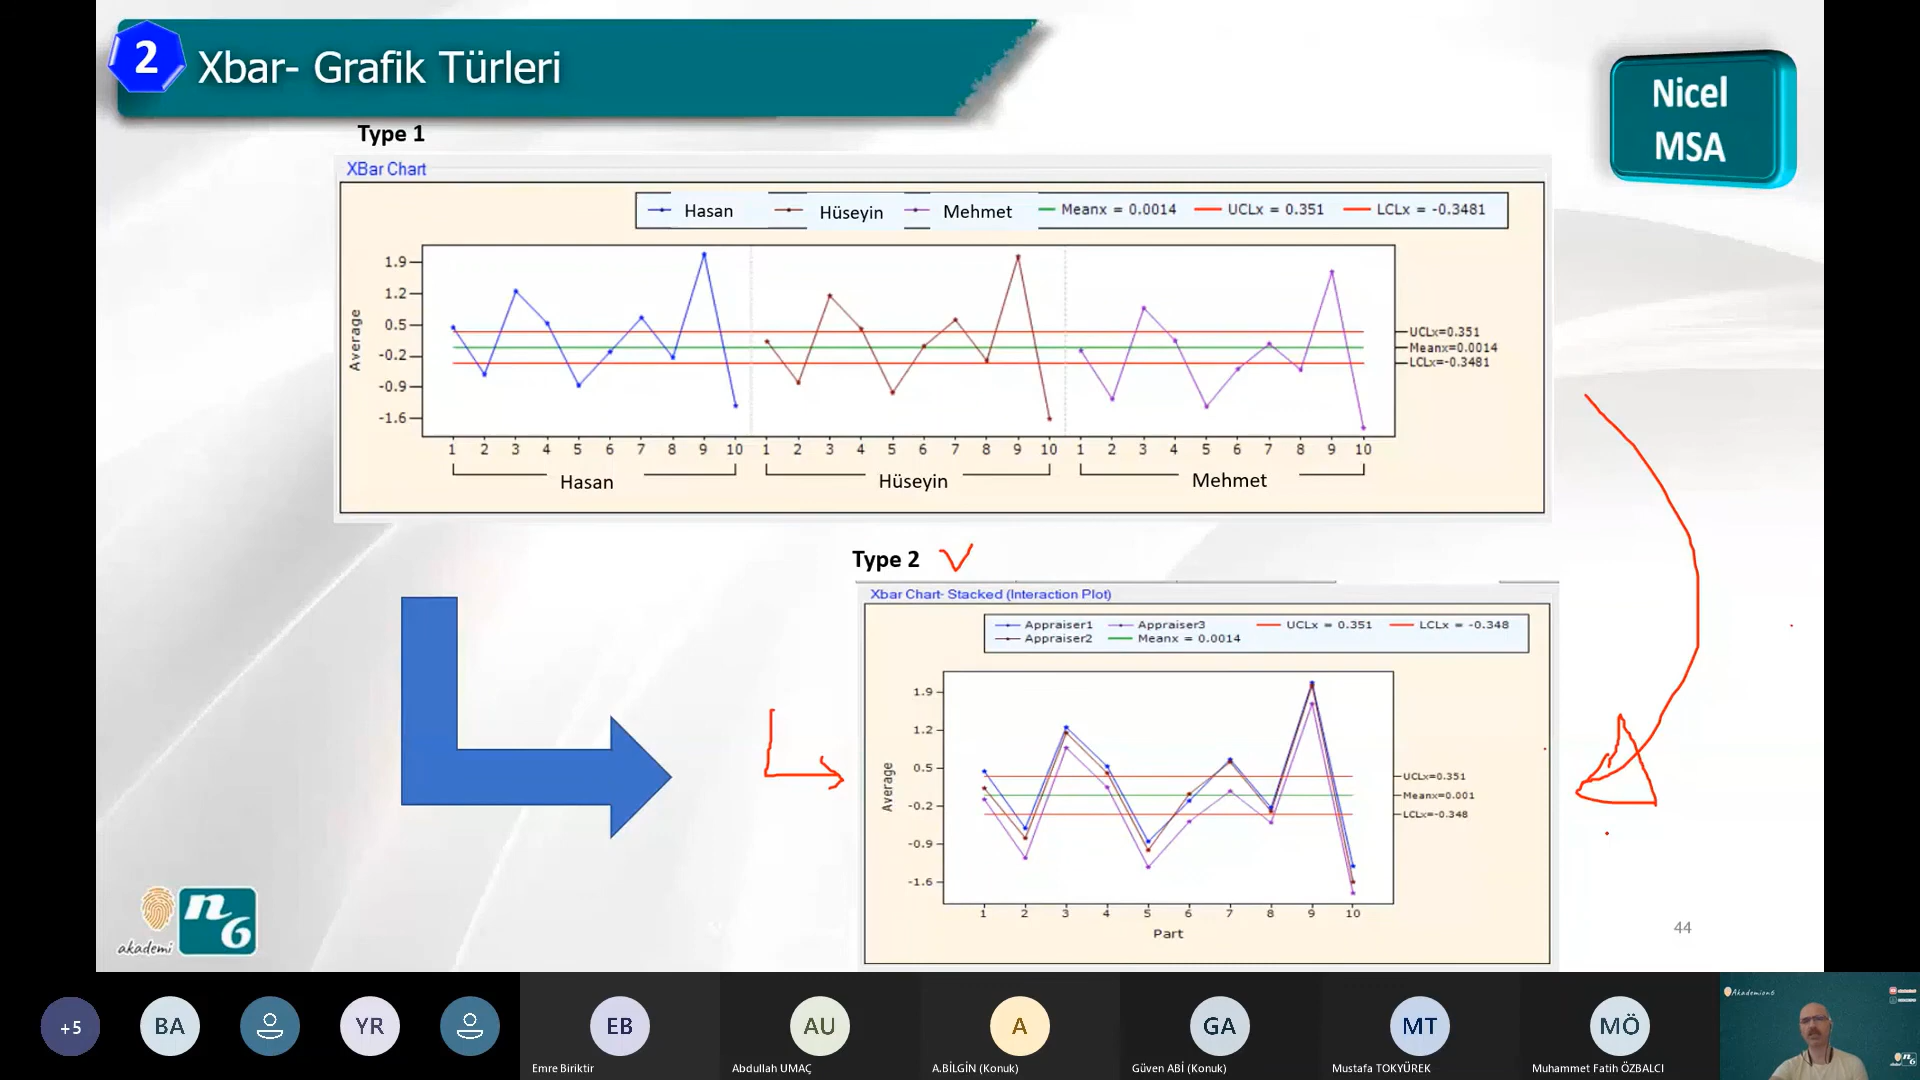 2
Xbar- Grafik Türleri
Nicel
MSA
Type 1
XBar Chart
Hasan Hüseyin Mehmet Meanx = 0.0014 UCLx = 0.351 LCLx = -0.3481
1.9
1.2
0.5
-0.2
-0.9
-1.6
Average
UCLx=0.351
Meanx=0.0014
LCLx=-0.3481
1 2 3 4 5 6 7 8 9 10 1 2 3 4 5 6 7 8 9 10 1 2 3 4 5 6 7 8 9 10
Hasan Hüseyin Mehmet
Type 2
Xbar Chart- Stacked (Interaction Plot)
Appraiser1 Appraiser3 UCLx = 0.351 LCLx = -0.348
Appraiser2 Meanx = 0.0014
1.9
1.2
0.5
-0.2
-0.9
-1.6
Average
UCLx=0.351
Meanx=0.001
LCLx=-0.348
1 2 3 4 5 6 7 8 9 10
Part
akademi
n6
44
+5
BA
YR
EB
Emre Biriktir
AU
Abdullah UMAÇ
A
A.BİLGİN (Konuk)
GA
Güven ABİ (Konuk)
MT
Mustafa TOKYÜREK
MÖ
Muhammet Fatih ÖZBALCI